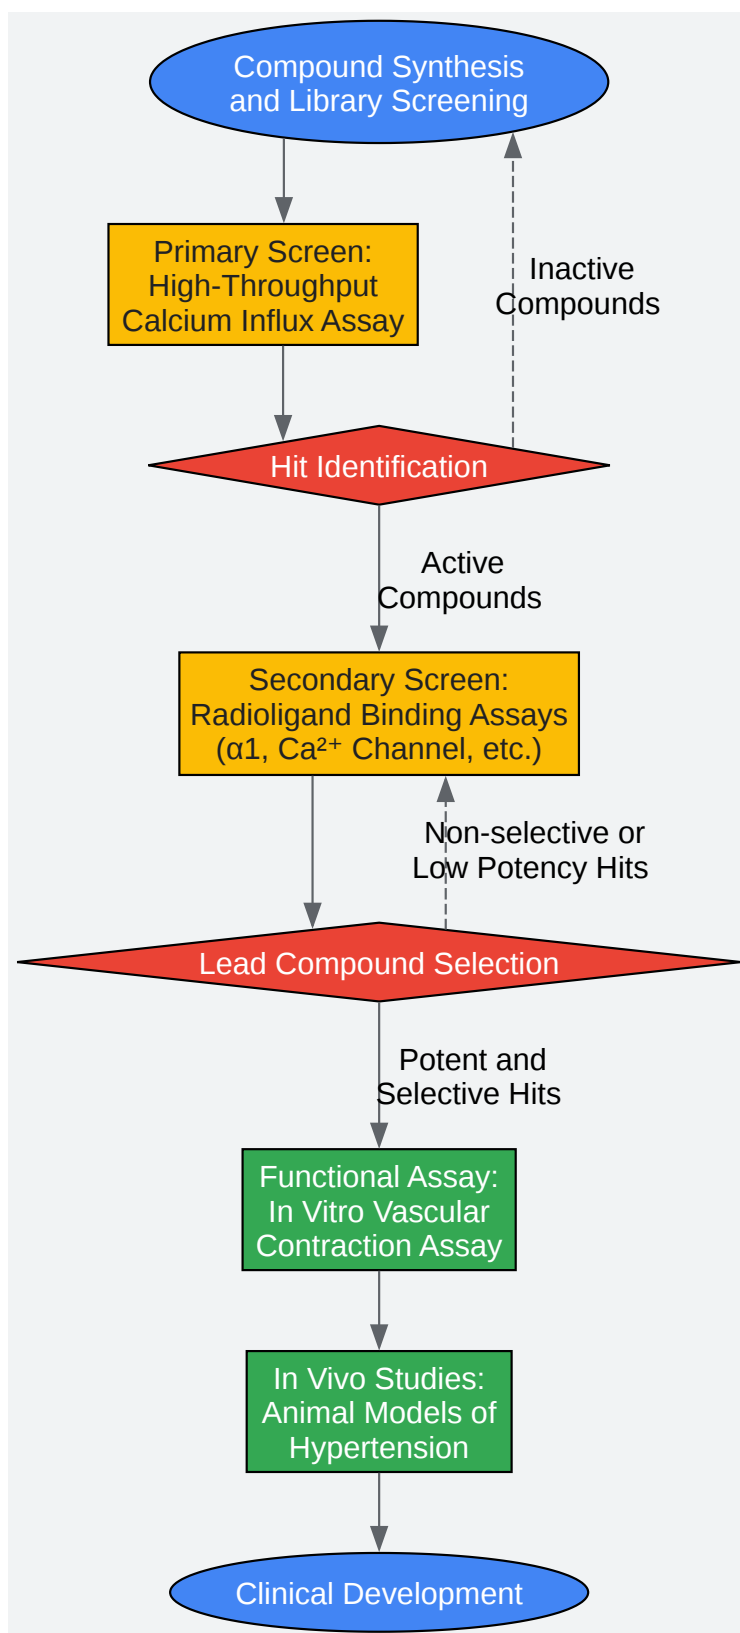 Compound Synthesis
and Library Screening
Primary Screen:
High-Throughput
Calcium Influx Assay
Inactive
Compounds
Hit Identification
Active
Compounds
Secondary Screen:
Radioligand Binding Assays
(α1, Ca²⁺ Channel, etc.)
Non-selective or
Low Potency Hits
Lead Compound Selection
Potent and
Selective Hits
Functional Assay:
In Vitro Vascular
Contraction Assay
In Vivo Studies:
Animal Models of
Hypertension
Clinical Development